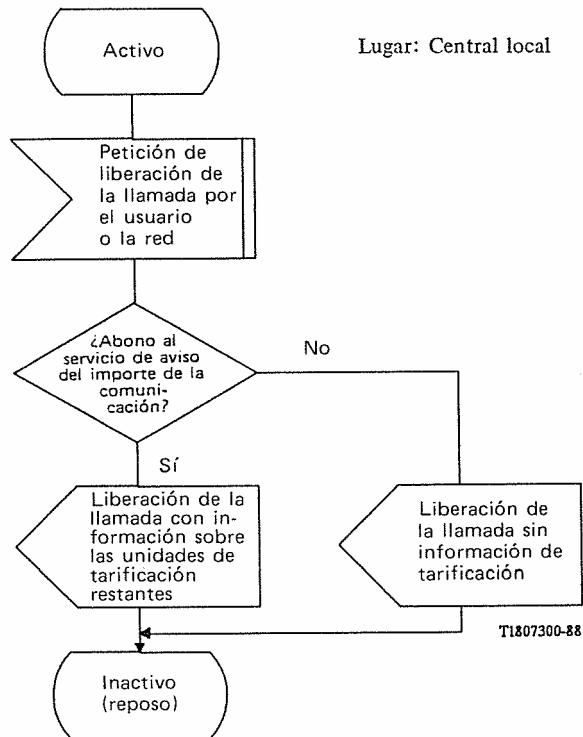 Activo
Lugar: Central local
Petición de
liberación de
la llamada por
el usuario
o la red
¿Abono al
servicio de aviso
del importe de la
comuni-
cación?
No
Sí
Liberación de la
llamada con in-
formación sobre
las unidades de
tarificación
restantes
Liberación de
la llamada sin
información de
tarificación
T1807300-88
Inactivo
(reposo)